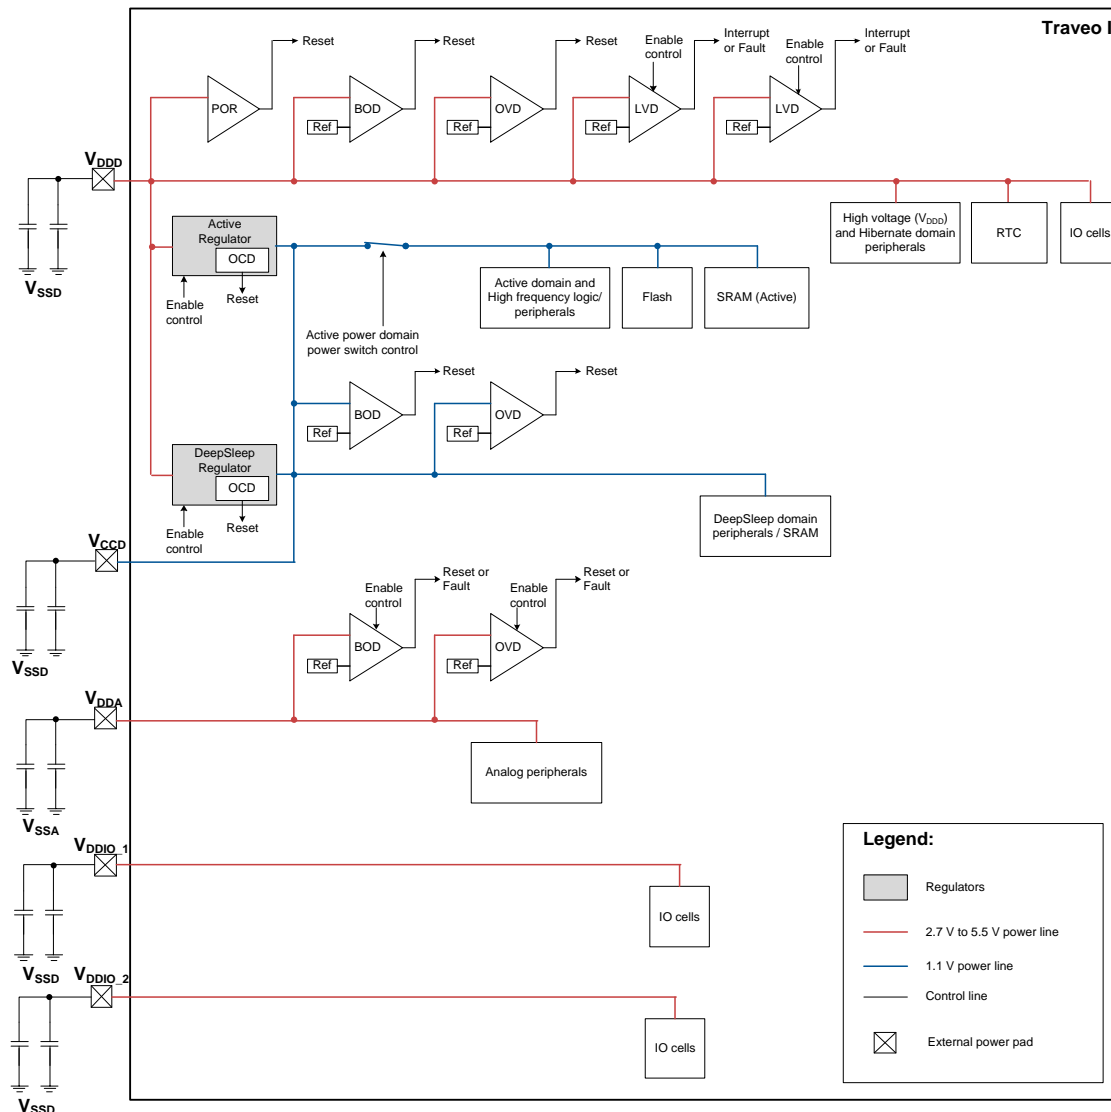 Traveo I
Reset
Reset
Reset
Enable
control
Interrupt
or Fault
Enable
control
Interrupt
or Fault
POR
BOD
OVD
LVD
LVD
Ref
Ref
Ref
Ref
VDDD
VSSD
Active
Regulator
OCD
Enable
control
Reset
Active power domain
power switch control
High voltage (VDDD)
and Hibernate domain
peripherals
RTC
IO cells
Active domain and
High frequency logic/
peripherals
Flash
SRAM (Active)
Reset
Reset
BOD
OVD
Ref
Ref
DeepSleep
Regulator
OCD
Enable
control
Reset
DeepSleep domain
peripherals / SRAM
VCCD
VSSD
Enable
control
Reset or
Fault
Enable
control
Reset or
Fault
BOD
OVD
Ref
Ref
VDDA
VSSA
Analog peripherals
VDDIO_1
VSSD
IO cells
VDDIO_2
VSSD
IO cells
Legend:
Regulators
2.7 V to 5.5 V power line
1.1 V power line
Control line
External power pad